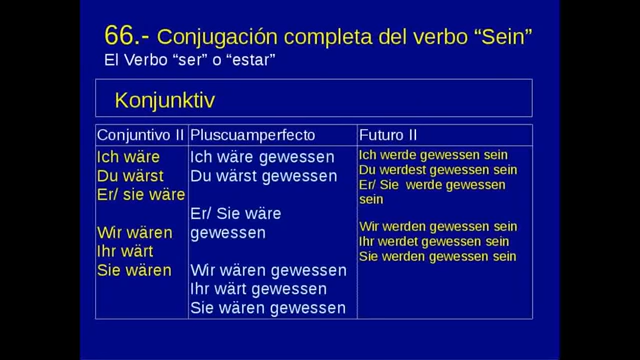 66.- Conjugación completa del verbo “Sein”
El Verbo “ser” o “estar”
Konjunktiv
Conjuntivo II
Ich wäre
Du wärst
Er/ sie wäre
Wir wären
Ihr wärt
Sie wären
Pluscuamperfecto
Ich wäre gewessen
Du wärst gewessen
Er/ Sie wäre
gewessen
Wir wären gewessen
Ihr wärt gewessen
Sie wären gewessen
Futuro II
Ich werde gewessen sein
Du werdest gewessen sein
Er/ Sie werde gewessen
sein
Wir werden gewessen sein
Ihr werdet gewessen sein
Sie werden gewessen sein